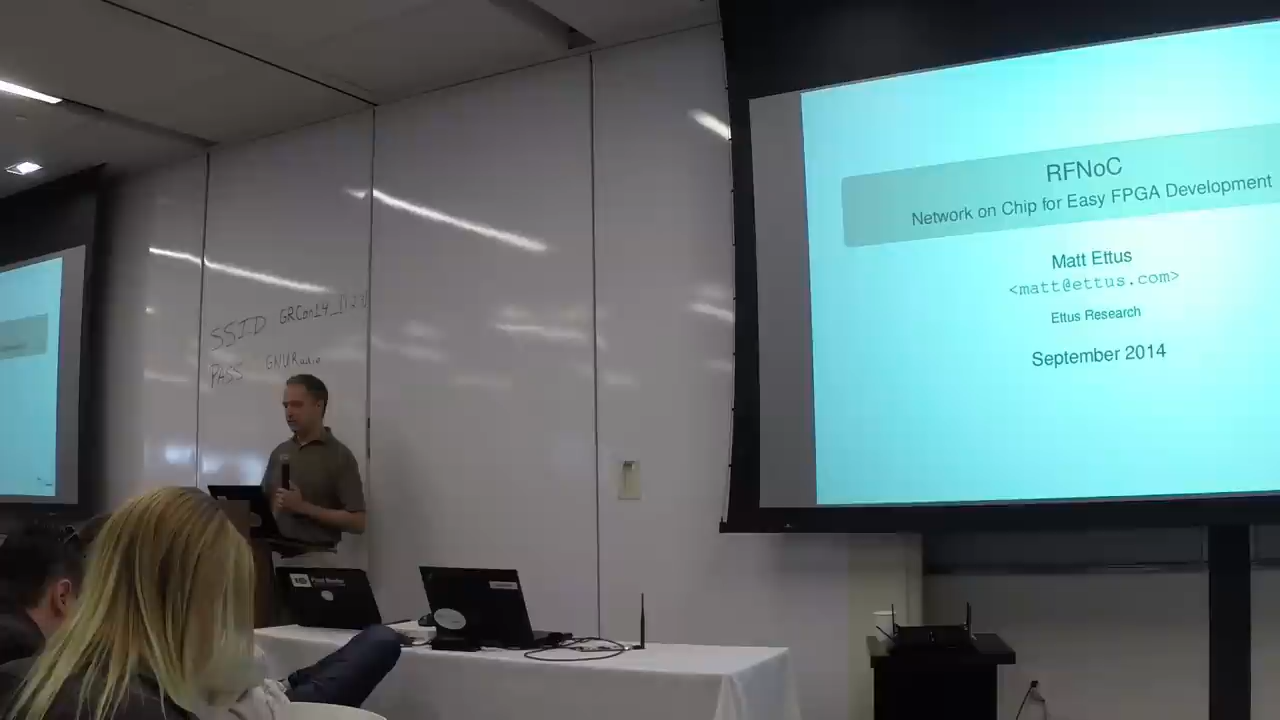 RFNoC
Network on Chip for Easy FPGA Development
Matt Ettus
<matt@ettus.com>
Ettus Research
September 2014
SSID GRCon14_
PASS GNURadio